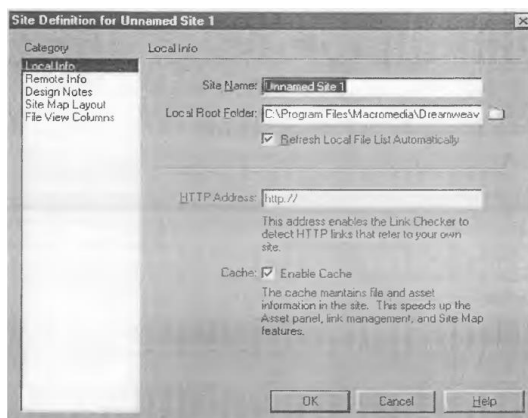 Site Definition for Unnamed Site 1
Category
Local Info
Local Info
Remote Info
Design Notes
Site Map Layout
File View Columns
Site Name: Unnamed Site 1
Local Root Folder: C:\Program Files\Macromedia\Dreamweav
Refresh Local File List Automatically
HTTP Address: http://
This address enables the Link Checker to
detect HTTP links that refer to your own
site.
Cache: Enable Cache
The cache maintains file and asset
information in the site. This speeds up the
Asset panel, link management, and Site Map
features.
OK
Cancel
Help